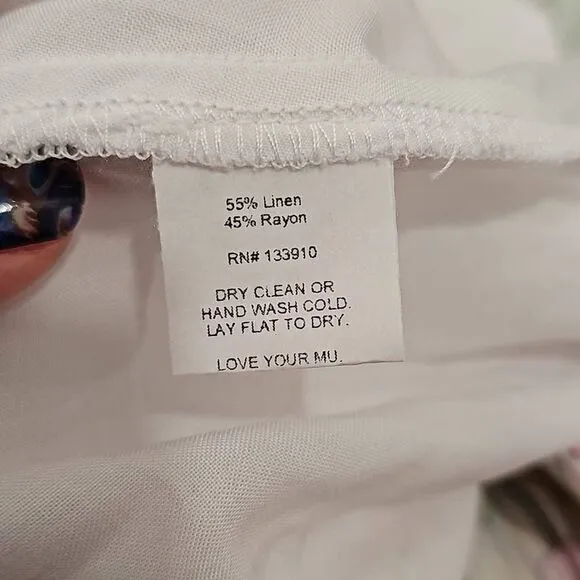 55% Linen
45% Rayon
RN# 133910
DRY CLEAN OR
HAND WASH COLD.
LAY FLAT TO DRY.
LOVE YOUR MU.